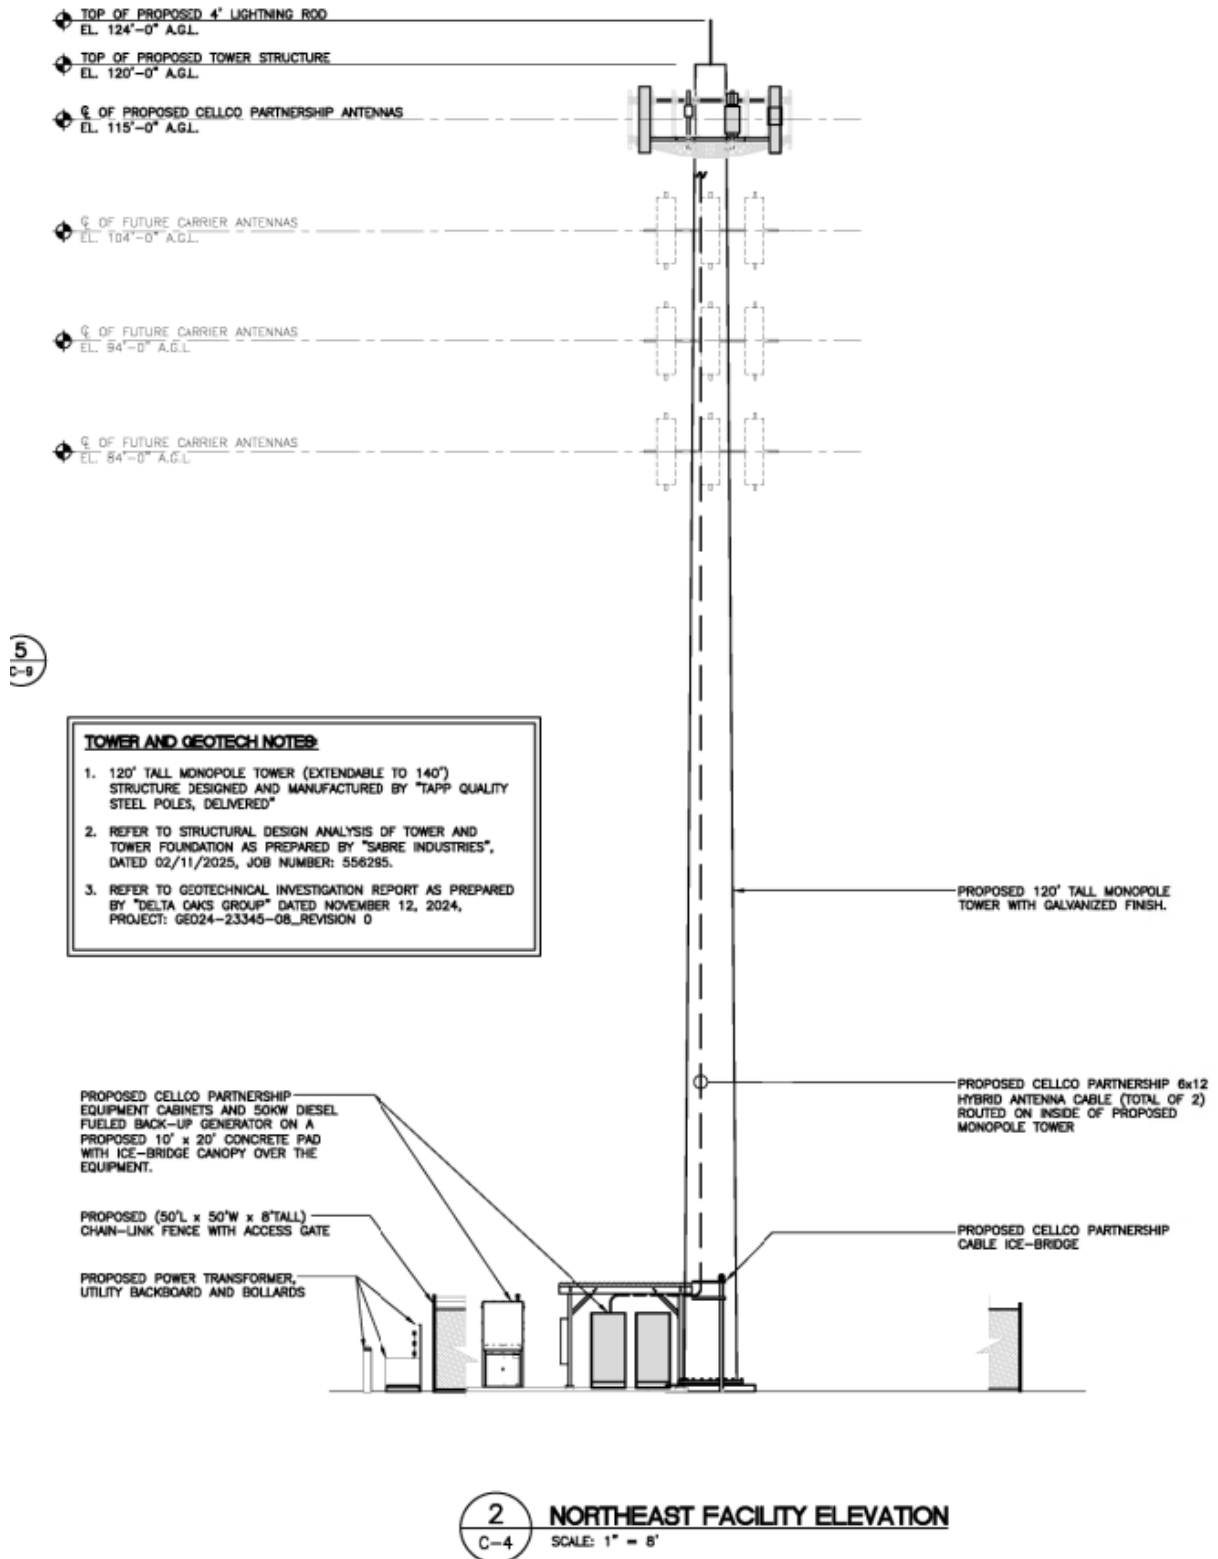 TOP OF PROPOSED 4' LIGHTNING ROD
EL. 124'-0" A.G.L.
TOP OF PROPOSED TOWER STRUCTURE
EL. 120'-0" A.G.L.
℄ OF PROPOSED CELLCO PARTNERSHIP ANTENNAS
EL. 115'-0" A.G.L.
℄ OF FUTURE CARRIER ANTENNAS
EL. 104'-0" A.G.L.
℄ OF FUTURE CARRIER ANTENNAS
EL. 94'-0" A.G.L.
℄ OF FUTURE CARRIER ANTENNAS
EL. 84'-0" A.G.L.
5
C-9
TOWER AND GEOTECH NOTES:
1. 120' TALL MONOPOLE TOWER (EXTENDABLE TO 140')
STRUCTURE DESIGNED AND MANUFACTURED BY "TAPP QUALITY
STEEL POLES, DELIVERED"
2. REFER TO STRUCTURAL DESIGN ANALYSIS OF TOWER AND
TOWER FOUNDATION AS PREPARED BY "SABRE INDUSTRIES",
DATED 02/11/2025, JOB NUMBER: 556295.
3. REFER TO GEOTECHNICAL INVESTIGATION REPORT AS PREPARED
BY "DELTA OAKS GROUP" DATED NOVEMBER 12, 2024,
PROJECT: GEO24-23345-08_REVISION 0
PROPOSED 120' TALL MONOPOLE
TOWER WITH GALVANIZED FINISH.
PROPOSED CELLCO PARTNERSHIP 6x12
HYBRID ANTENNA CABLE (TOTAL OF 2)
ROUTED ON INSIDE OF PROPOSED
MONOPOLE TOWER
PROPOSED CELLCO PARTNERSHIP
EQUIPMENT CABINETS AND 50KW DIESEL
FUELED BACK-UP GENERATOR ON A
PROPOSED 10' x 20' CONCRETE PAD
WITH ICE-BRIDGE CANOPY OVER THE
EQUIPMENT.
PROPOSED (50'L x 50'W x 8'TALL)
CHAIN-LINK FENCE WITH ACCESS GATE
PROPOSED CELLCO PARTNERSHIP
CABLE ICE-BRIDGE
PROPOSED POWER TRANSFORMER,
UTILITY BACKBOARD AND BOLLARDS
2
C-4
NORTHEAST FACILITY ELEVATION
SCALE: 1" = 8'